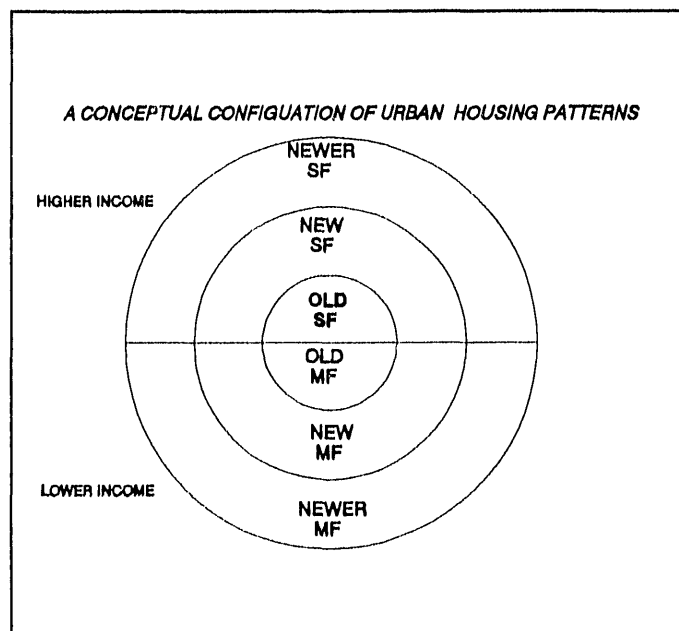 A CONCEPTUAL CONFIGUATION OF URBAN HOUSING PATTERNS
NEWER
SF
HIGHER INCOME
NEW
SF
OLD
SF
OLD
MF
NEW
MF
LOWER INCOME
NEWER
MF